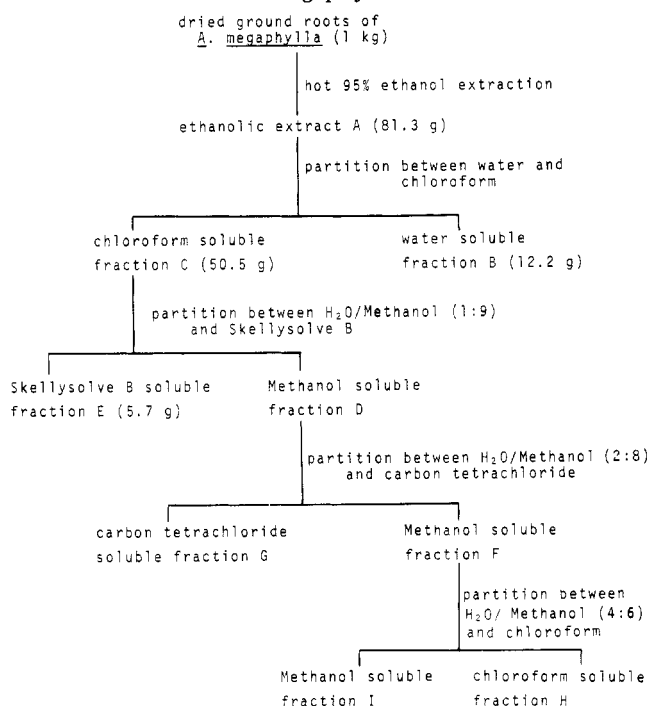 dried ground roots of
A. megaphylla (1 kg)
hot 95% ethanol extraction
ethanolic extract A (81.3 g)
partition between water and
chloroform
chloroform soluble
fraction C (50.5 g)
water soluble
fraction B (12.2 g)
partition between H₂O/Methanol (1:9)
and Skellysolve B
Skellysolve B soluble
fraction E (5.7 g)
Methanol soluble
fraction D
partition between H₂O/Methanol (2:8)
and carbon tetrachloride
carbon tetrachloride
soluble fraction G
Methanol soluble
fraction F
partition between
H₂O/ Methanol (4:6)
and chloroform
Methanol soluble
fraction I
chloroform soluble
fraction H